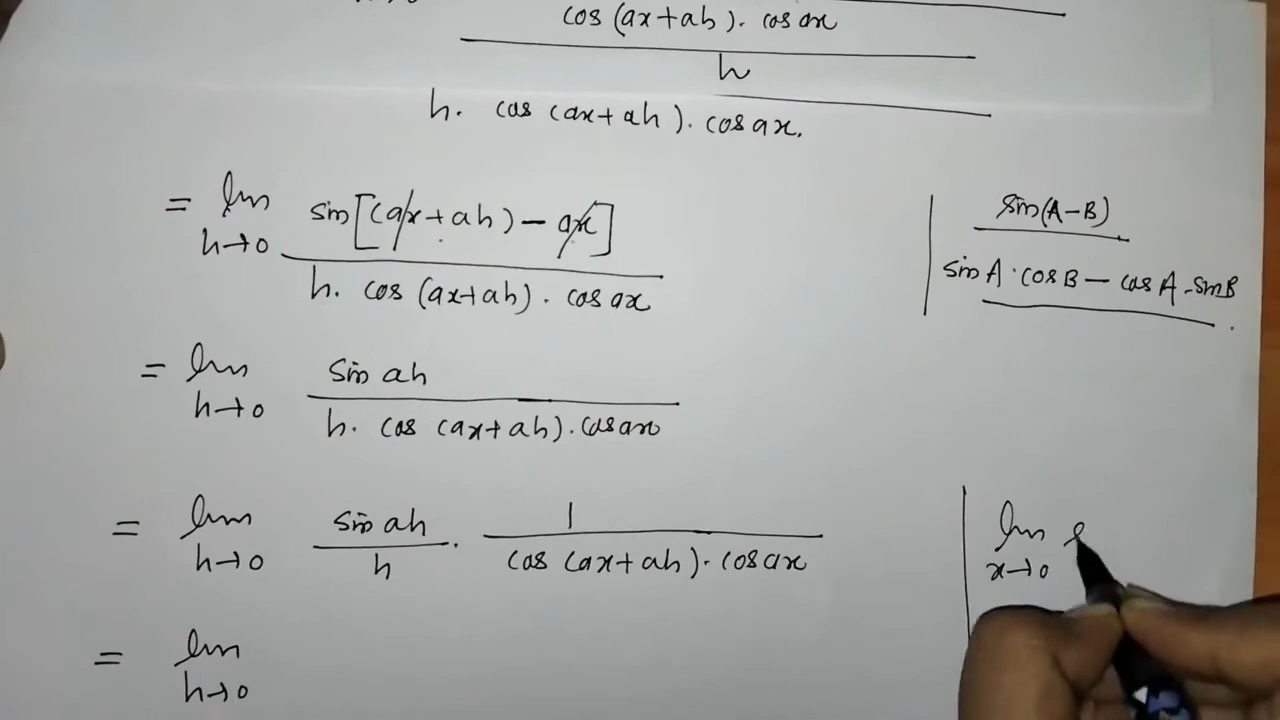 cos (ax+ah). cos ax
h
h. cos (ax+ah). cos ax.
= lim h→0 sin[(ax+ah) – ax] / h. cos (ax+ah). cos ax
sin(A–B)
sin A. cos B – cos A. sin B.
= lim h→0 sin ah / h. cos (ax+ah). cos ax
= lim h→0 sin ah / h . 1 / cos (ax+ah). cos ax
lim x→0
= lim h→0